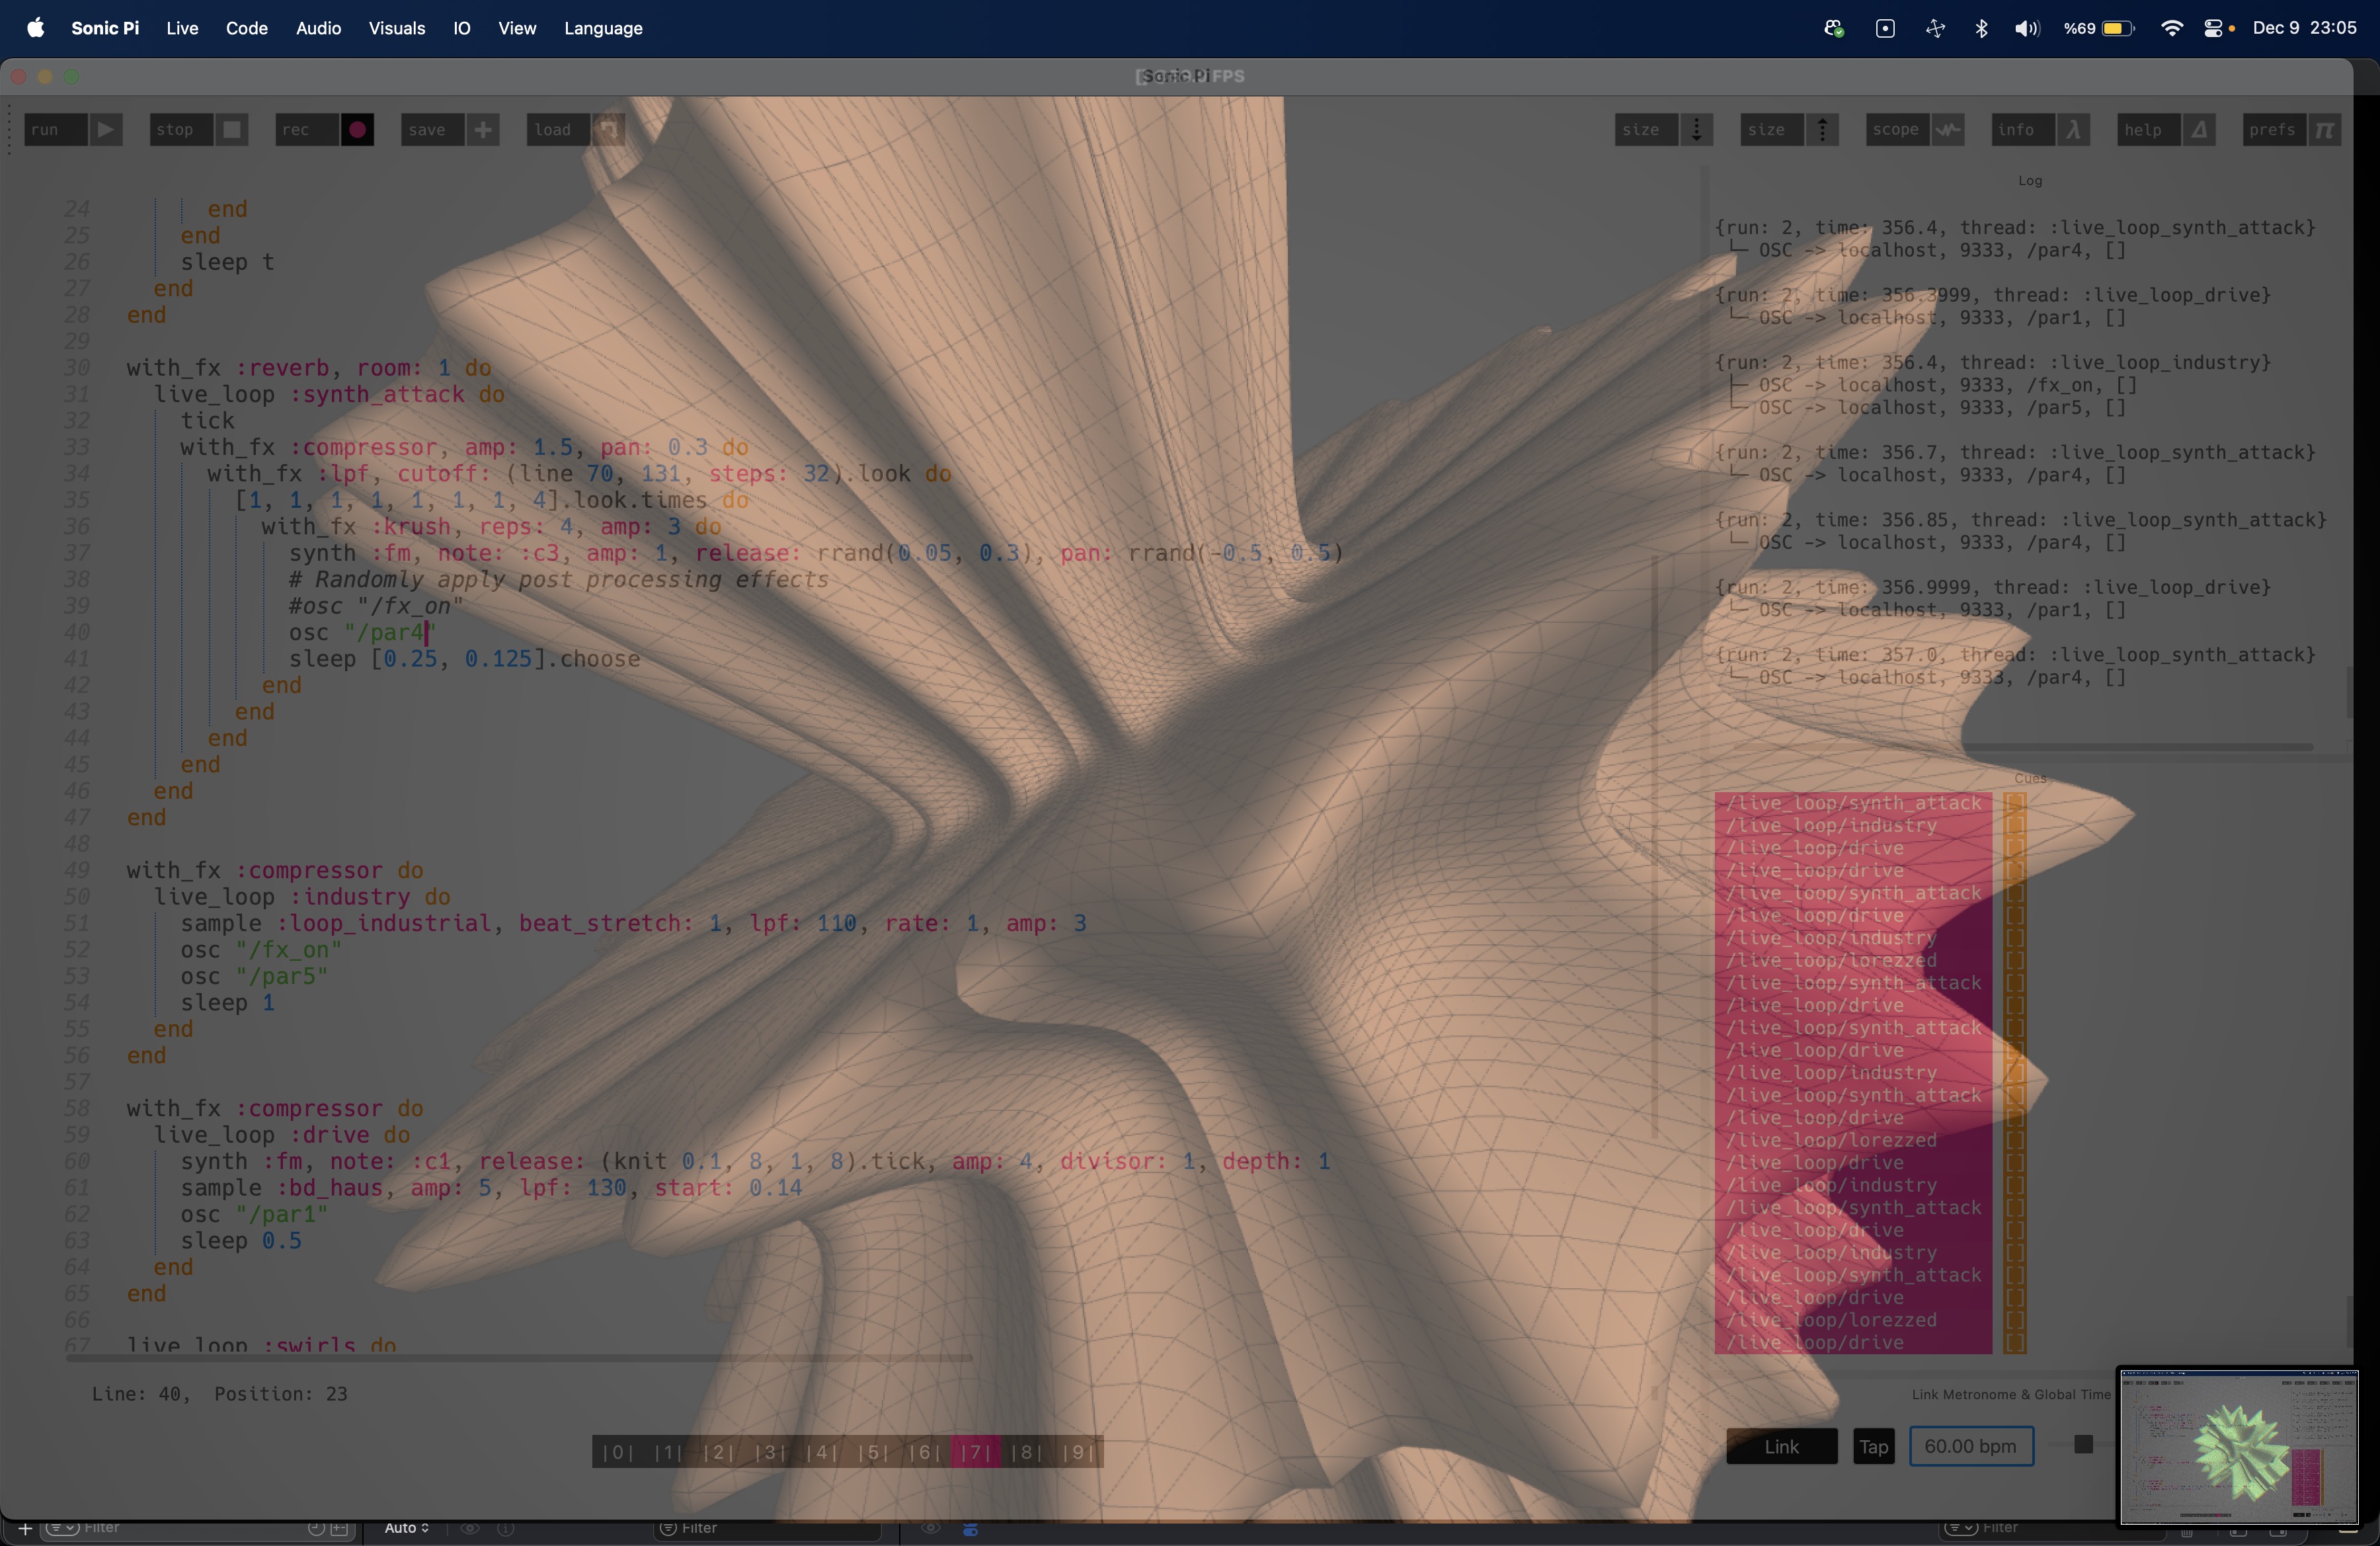 Sonic Pi Live Code Audio Visuals IO View Language %69 Dec 9 23:05
Sonic Pi FPS
run stop rec save load size size scope info help prefs
24 end
25 end
26 sleep t
27 end
28 end
29
30 with_fx :reverb, room: 1 do
31 live_loop :synth_attack do
32 tick
33 with_fx :compressor, amp: 1.5, pan: 0.3 do
34 with_fx :lpf, cutoff: (line 70, 131, steps: 32).look do
35 [1, 1, 1, 1, 1, 1, 1, 4].look.times do
36 with_fx :krush, reps: 4, amp: 3 do
37 synth :fm, note: :c3, amp: 1, release: rrand(0.05, 0.3), pan: rrand(-0.5, 0.5)
38 # Randomly apply post processing effects
39 #osc "/fx_on"
40 osc "/par4"
41 sleep [0.25, 0.125].choose
42 end
43 end
44 end
45 end
46 end
47 end
48
49 with_fx :compressor do
50 live_loop :industry do
51 sample :loop_industrial, beat_stretch: 1, lpf: 110, rate: 1, amp: 3
52 osc "/fx_on"
53 osc "/par5"
54 sleep 1
55 end
56 end
57
58 with_fx :compressor do
59 live_loop :drive do
60 synth :fm, note: :c1, release: (knit 0.1, 8, 1, 8).tick, amp: 4, divisor: 1, depth: 1
61 sample :bd_haus, amp: 5, lpf: 130, start: 0.14
62 osc "/par1"
63 sleep 0.5
64 end
65 end
66
67 live_loop :swirls do
Line: 40, Position: 23
|0| |1| |2| |3| |4| |5| |6| |7| |8| |9|
Log
{run: 2, time: 356.4, thread: :live_loop_synth_attack}
└─ OSC -> localhost, 9333, /par4, []
{run: 2, time: 356.3999, thread: :live_loop_drive}
└─ OSC -> localhost, 9333, /par1, []
{run: 2, time: 356.4, thread: :live_loop_industry}
├─ OSC -> localhost, 9333, /fx_on, []
└─ OSC -> localhost, 9333, /par5, []
{run: 2, time: 356.7, thread: :live_loop_synth_attack}
└─ OSC -> localhost, 9333, /par4, []
{run: 2, time: 356.85, thread: :live_loop_synth_attack}
└─ OSC -> localhost, 9333, /par4, []
{run: 2, time: 356.9999, thread: :live_loop_drive}
└─ OSC -> localhost, 9333, /par1, []
{run: 2, time: 357.0, thread: :live_loop_synth_attack}
└─ OSC -> localhost, 9333, /par4, []
Cues
/live_loop/synth_attack []
/live_loop/industry []
/live_loop/drive []
/live_loop/drive []
/live_loop/synth_attack []
/live_loop/drive []
/live_loop/industry []
/live_loop/lorezzed []
/live_loop/synth_attack []
/live_loop/drive []
/live_loop/synth_attack []
/live_loop/drive []
/live_loop/industry []
/live_loop/synth_attack []
/live_loop/drive []
/live_loop/lorezzed []
/live_loop/drive []
/live_loop/industry []
/live_loop/synth_attack []
/live_loop/drive []
/live_loop/industry []
/live_loop/synth_attack []
/live_loop/drive []
/live_loop/lorezzed []
/live_loop/drive []
Link Metronome & Global Time
Link Tap 60.00 bpm
Filter Auto Filter Filter